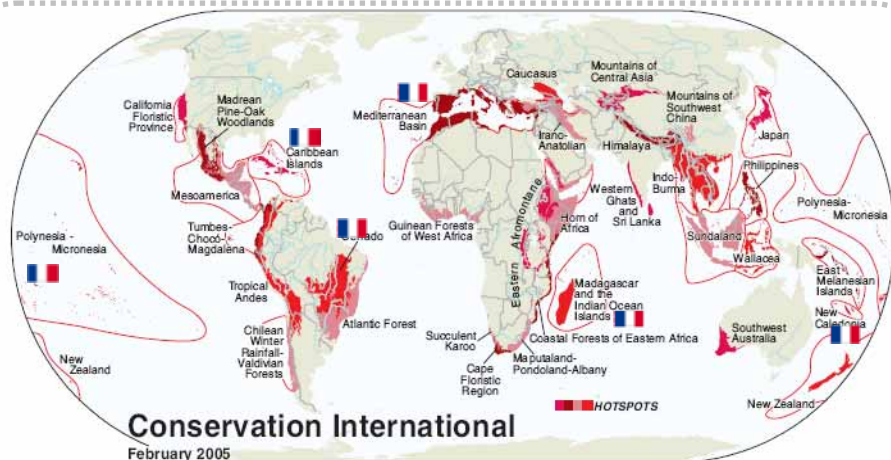 Mountains of
Central Asia
Caucasus
Mountains of
Southwest
China
California
Floristic
Province
Madrean
Pine-Oak
Woodlands
Mediterranean
Basin
Japan
Caribbean
Islands
Irano-
Anatolian
Himalaya
Philippines
Mesoamerica
Indo-
Burma
Western
Ghats
and
Sri Lanka
Polynesia-
Micronesia
Guinean Forests
of West Africa
Eastern Afromontane
Horn of
Africa
Polynesia -
Micronesia
Tumbes-
Chocó-
Magdalena
Sundaland
Wallacea
East
Melanesian
Islands
Tropical
Andes
Madagascar
and the
Indian Ocean
Islands
New
Caledonia
Atlantic Forest
Chilean
Winter
Rainfall-
Valdivian
Forests
Succulent
Karoo
Coastal Forests of Eastern Africa
Southwest
Australia
New
Zealand
Cape
Floristic
Region
Maputaland-
Pondoland-Albany
HOTSPOTS
New Zealand
Conservation International
February 2005